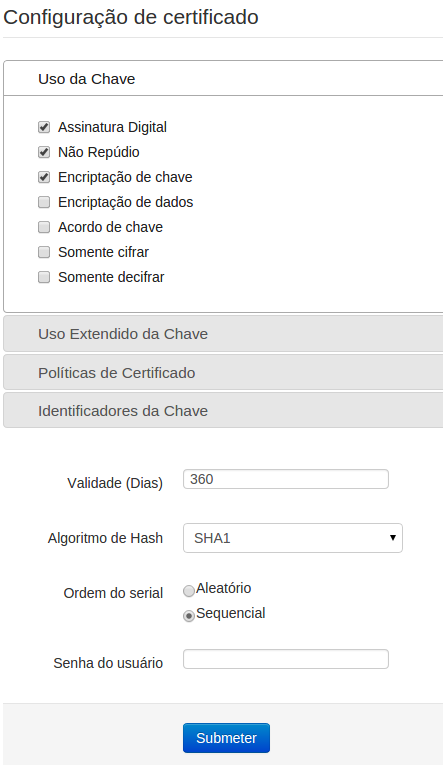 Configuração de certificado
Uso da Chave
Assinatura Digital
Não Repúdio
Encriptação de chave
Encriptação de dados
Acordo de chave
Somente cifrar
Somente decifrar
Uso Extendido da Chave
Políticas de Certificado
Identificadores da Chave
Validade (Dias) 360
Algoritmo de Hash SHA1
Ordem do serial Aleatório
Sequencial
Senha do usuário
Submeter